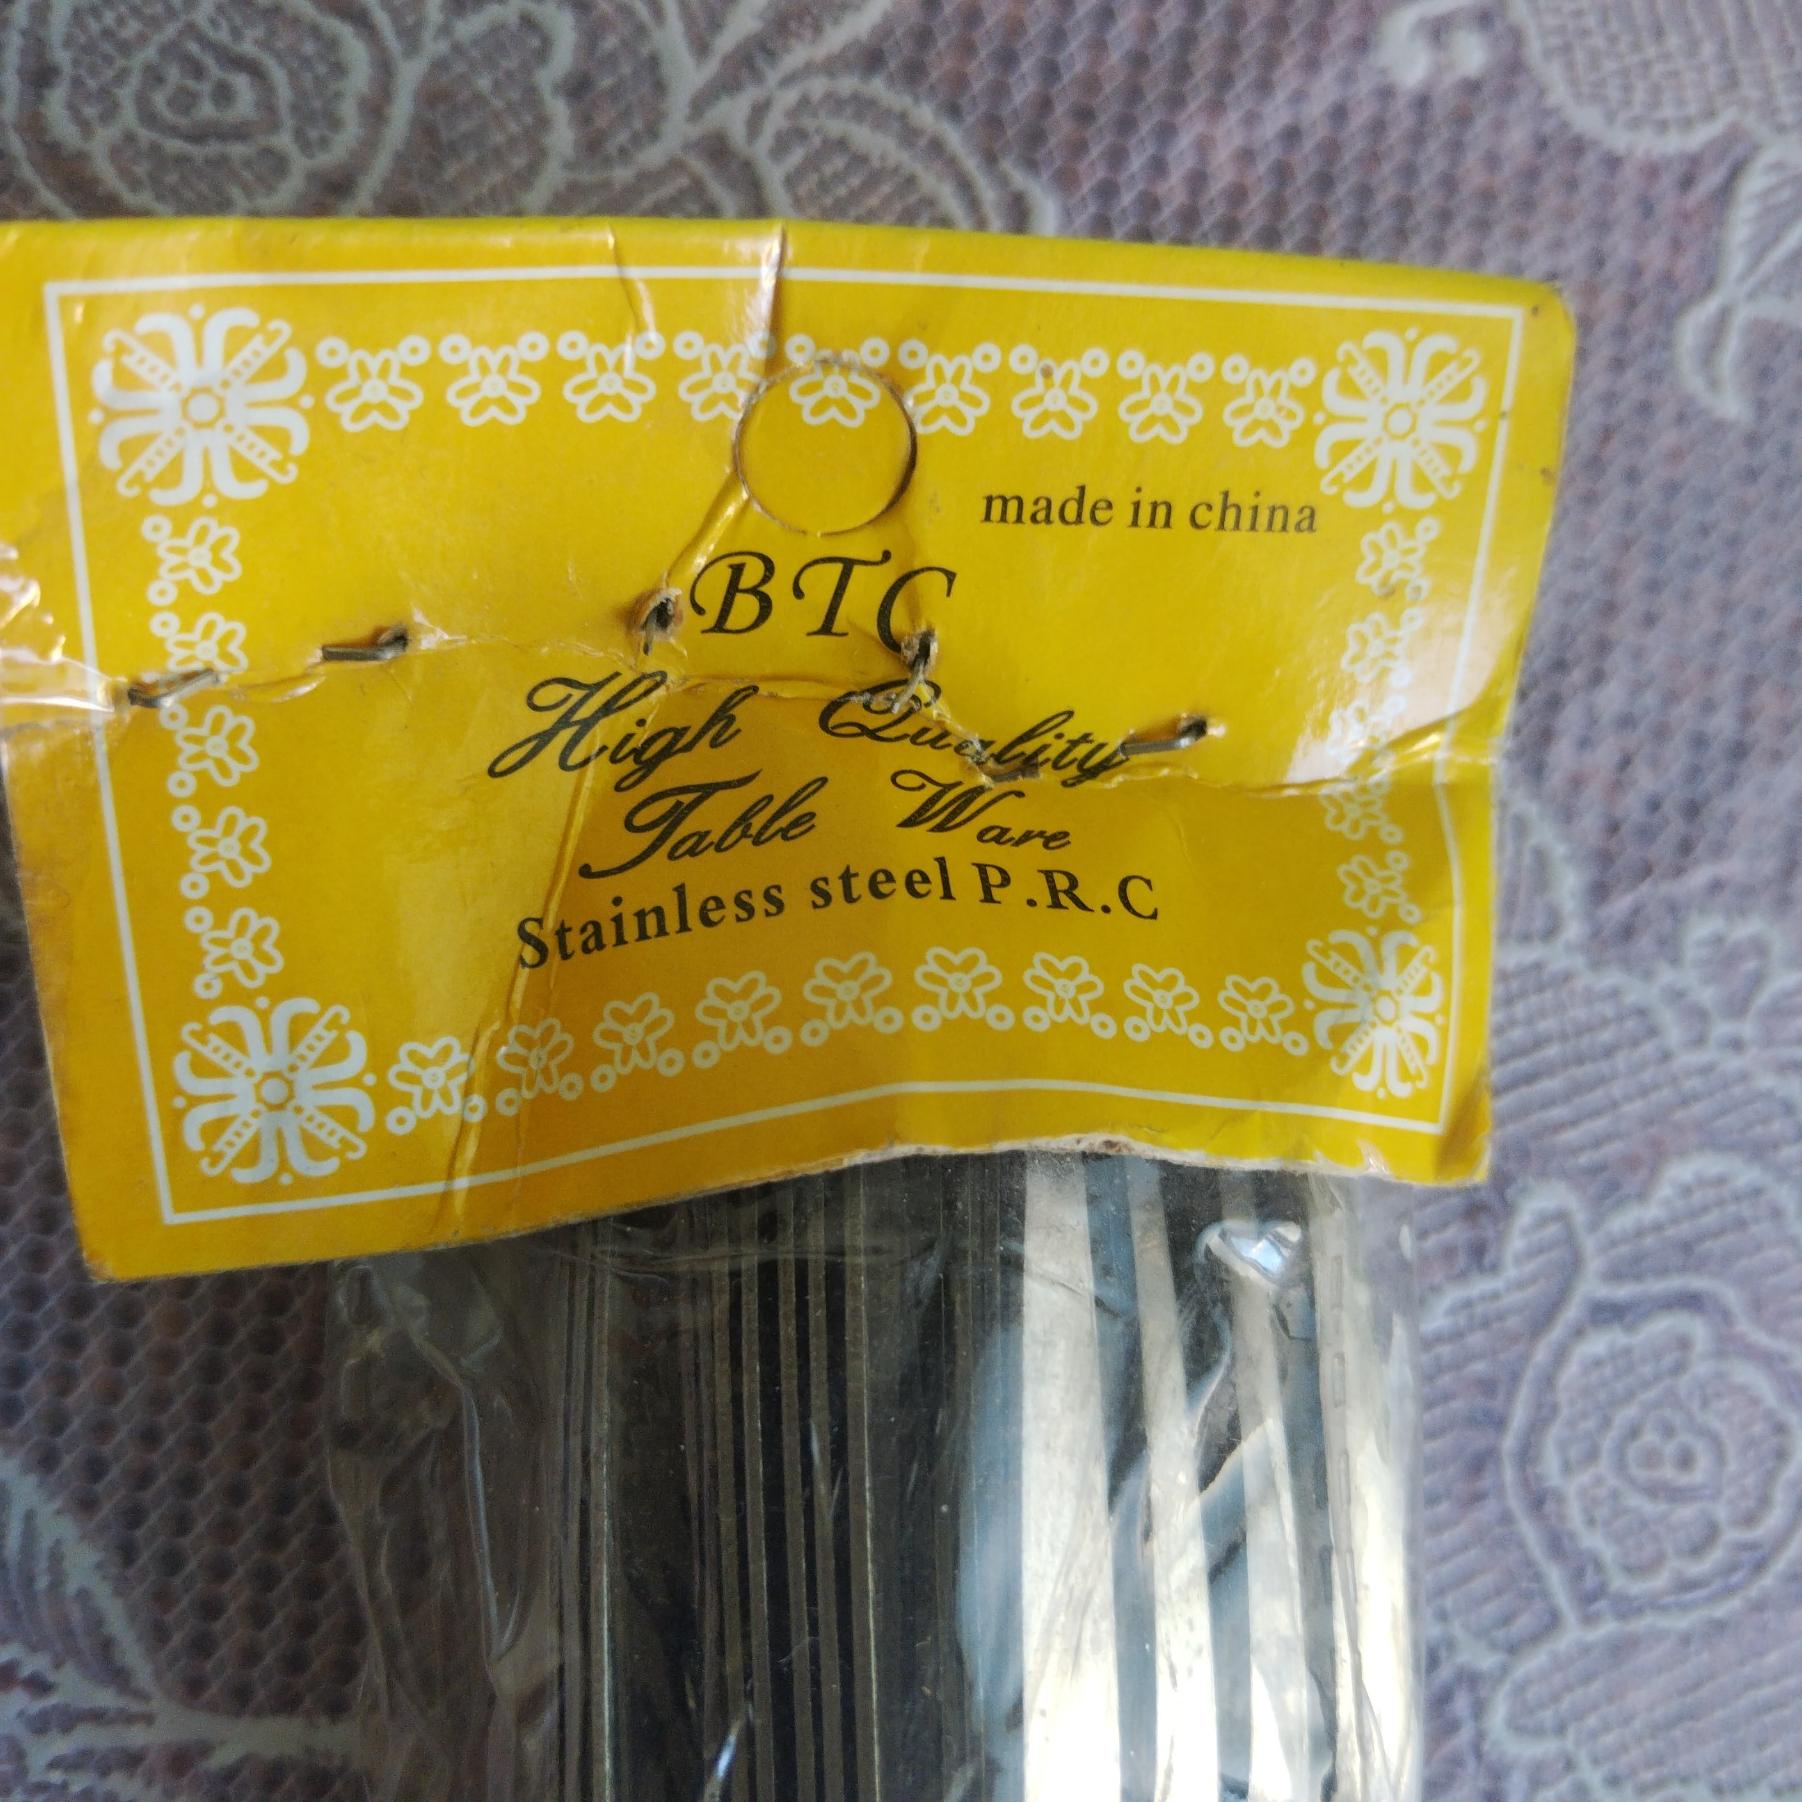 made in china
BTC
High Quality
Table Ware
Stainless steel P.R.C